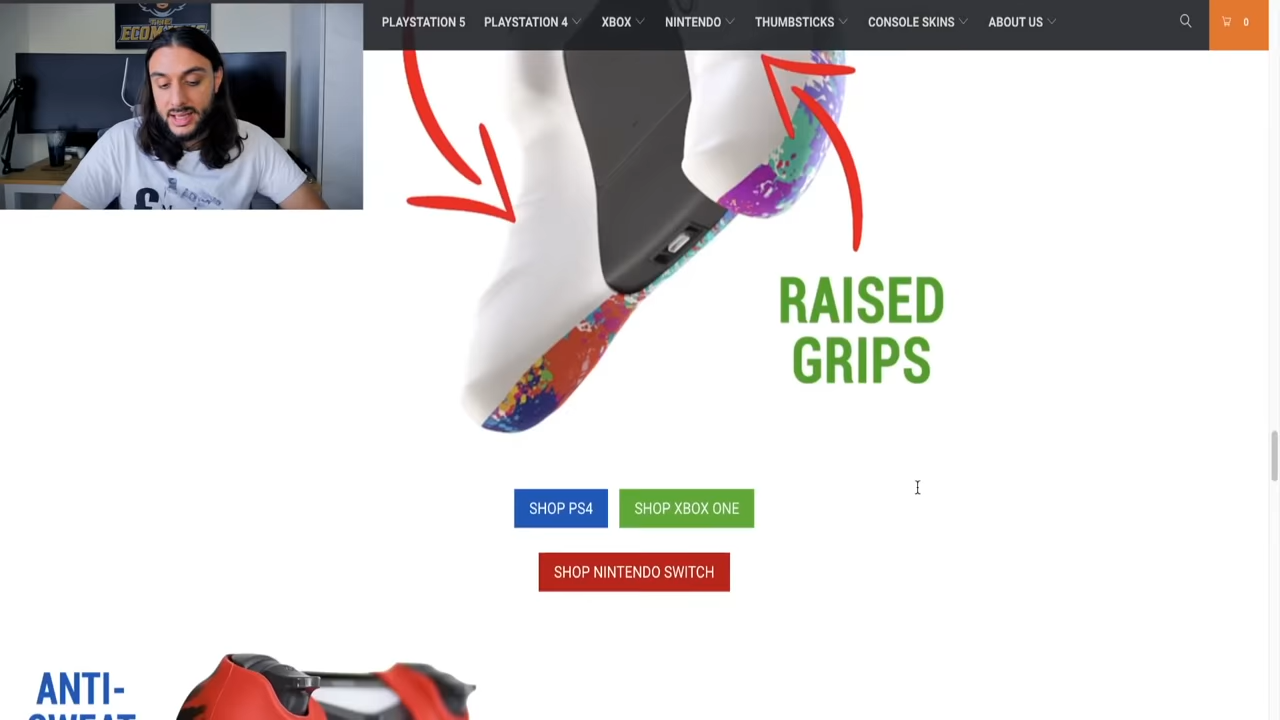 PLAYSTATION 5 PLAYSTATION 4 XBOX NINTENDO THUMBSTICKS CONSOLE SKINS ABOUT US 0
RAISED
GRIPS
SHOP PS4 SHOP XBOX ONE
SHOP NINTENDO SWITCH
ANTI-
SWEAT